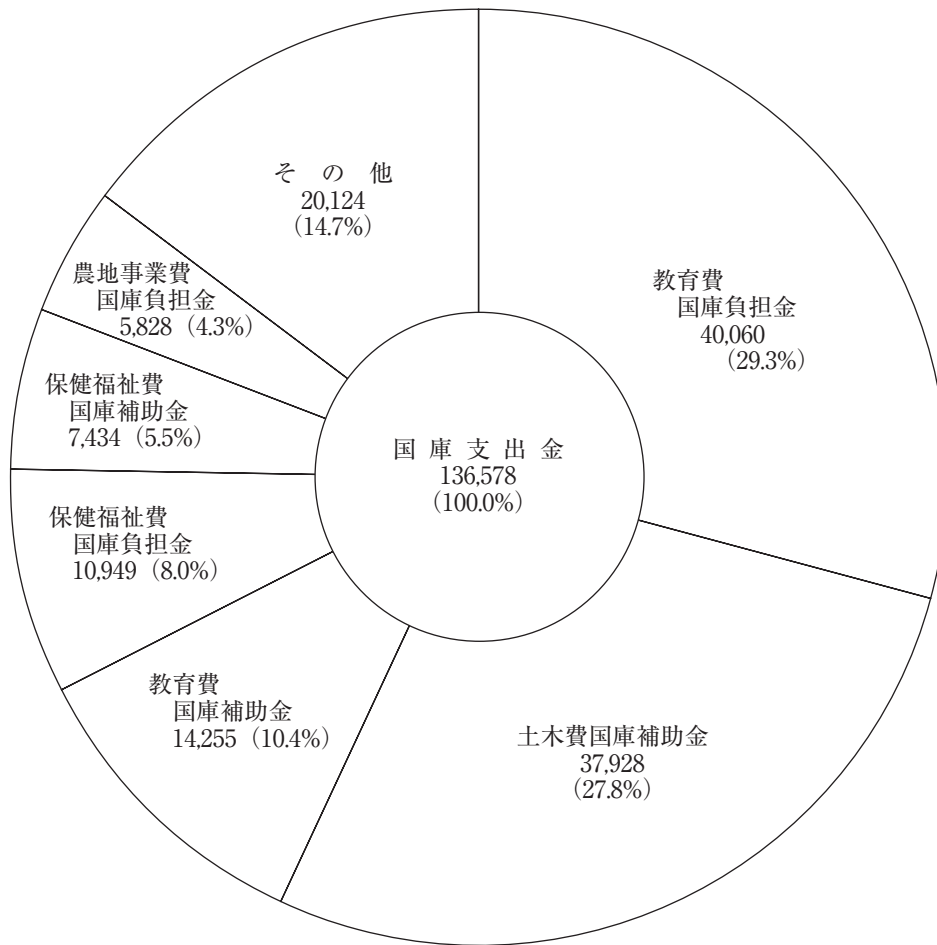 その他
20,124
(14.7%)
教育費
国庫負担金
40,060
(29.3%)
農地事業費
国庫負担金
5,828 (4.3%)
保健福祉費
国庫補助金
7,434 (5.5%)
国庫支出金
136,578
(100.0%)
保健福祉費
国庫負担金
10,949 (8.0%)
教育費
国庫補助金
14,255 (10.4%)
土木費国庫補助金
37,928
(27.8%)